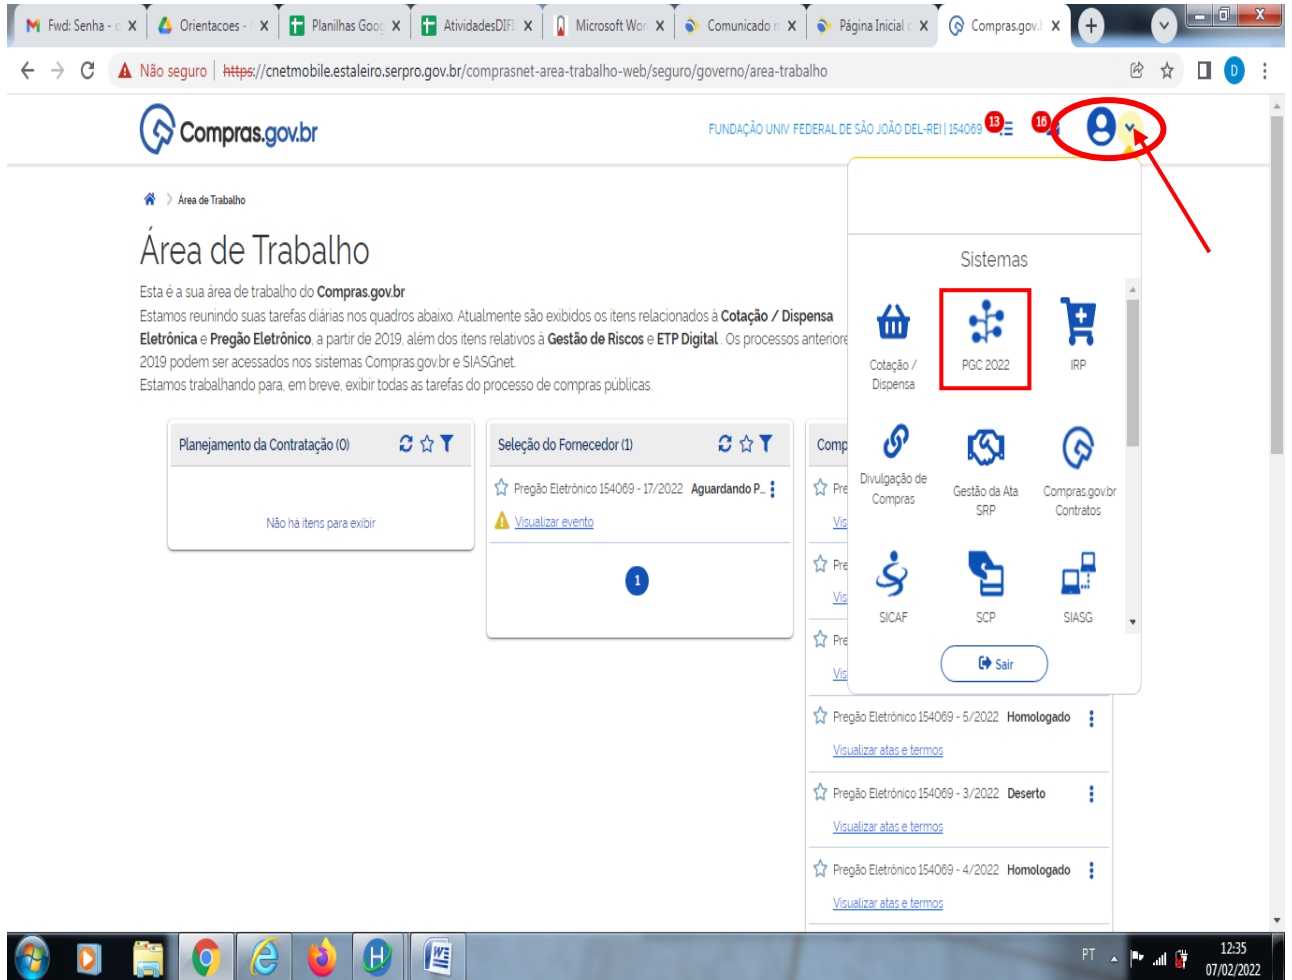 Fwd: Senha - c
Orientacoes -
Planilhas Goog
AtividadesDIF
Microsoft Wor
Comunicado n
Página Inicial c
Compras.gov.b
Não seguro | https://cnetmobile.estaleiro.serpro.gov.br/comprasnet-area-trabalho-web/seguro/governo/area-trabalho
Compras.gov.br
FUNDAÇÃO UNIV. FEDERAL DE SÃO JOÃO DEL-REI | 154069
13
16
Área de Trabalho
Área de Trabalho
Esta é a sua área de trabalho do Compras.gov.br
Estamos reunindo suas tarefas diárias nos quadros abaixo. Atualmente são exibidos os itens relacionados à Cotação / Dispensa
Eletrônica e Pregão Eletrônico, a partir de 2019, além dos itens relativos à Gestão de Riscos e ETP Digital. Os processos anteriore
2019 podem ser acessados nos sistemas Compras.gov.br e SIASGnet.
Estamos trabalhando para, em breve, exibir todas as tarefas do processo de compras públicas.
Planejamento da Contratação (0)
Não há itens para exibir
Seleção do Fornecedor (1)
Pregão Eletrônico 154069 - 17/2022 Aguardando P...
Visualizar evento
1
Comp
Pre
Vis
Pre
Vis
Pre
Vis
Pregão Eletrônico 154069 - 5/2022 Homologado
Visualizar atas e termos
Pregão Eletrônico 154069 - 3/2022 Deserto
Visualizar atas e termos
Pregão Eletrônico 154069 - 4/2022 Homologado
Visualizar atas e termos
Sistemas
Cotação /
Dispensa
PGC 2022
IRP
Divulgação de
Compras
Gestão da Ata
SRP
Compras.gov.br
Contratos
SICAF
SCP
SIASG
Sair
D
PT
12:35
07/02/2022